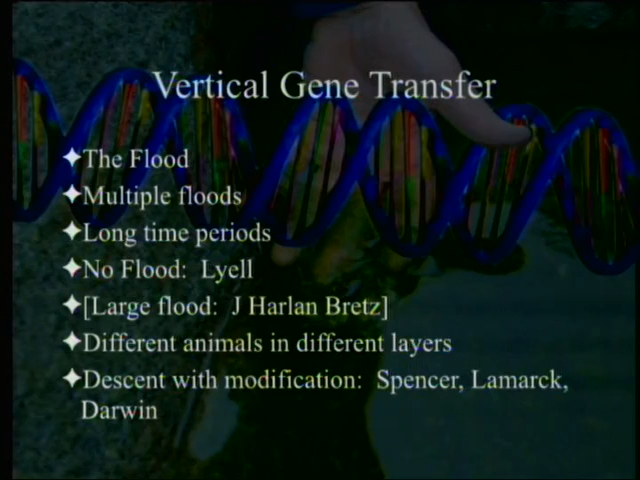 Vertical Gene Transfer
✦The Flood
✦Multiple floods
✦Long time periods
✦No Flood:  Lyell
✦[Large flood:  J Harlan Bretz]
✦Different animals in different layers
✦Descent with modification:  Spencer, Lamarck,
Darwin